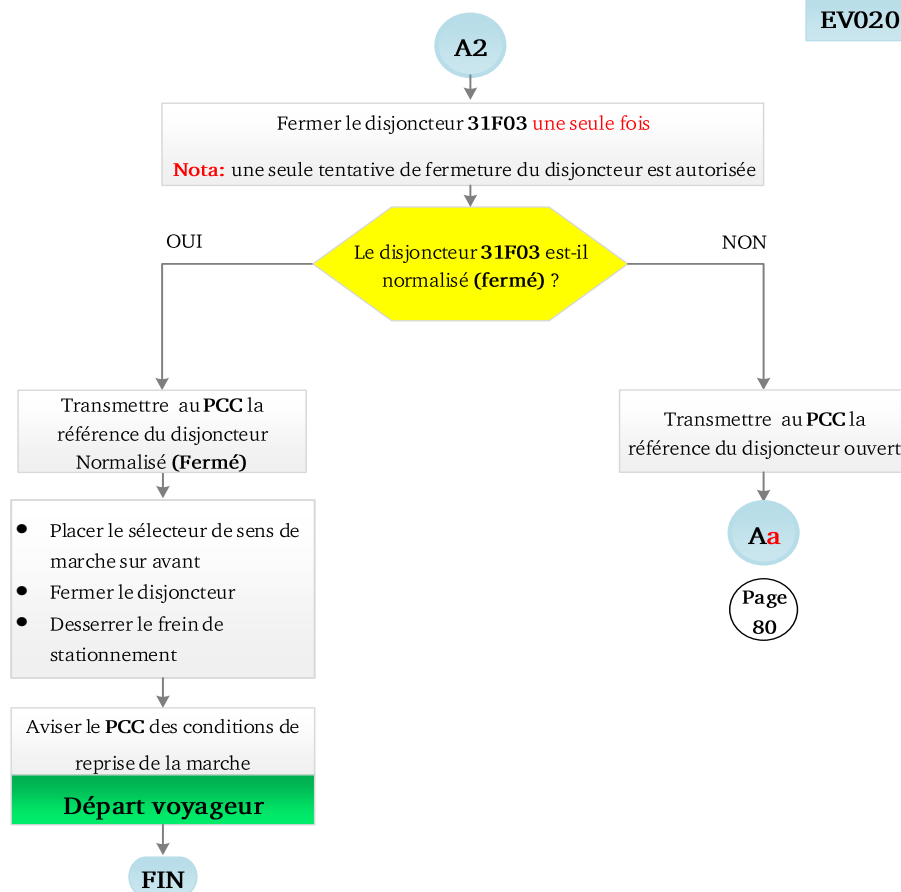 EV020
A2
Fermer le disjoncteur 31F03 une seule fois
Nota: une seule tentative de fermeture du disjoncteur est autorisée
Le disjoncteur 31F03 est-il
normalisé (fermé) ?
OUI
NON
Transmettre au PCC la
référence du disjoncteur
Normalisé (Fermé)
Transmettre au PCC la
référence du disjoncteur ouvert
• Placer le sélecteur de sens de
marche sur avant
• Fermer le disjoncteur
• Desserrer le frein de
stationnement
Aa
Page
80
Aviser le PCC des conditions de
reprise de la marche
Départ voyageur
FIN